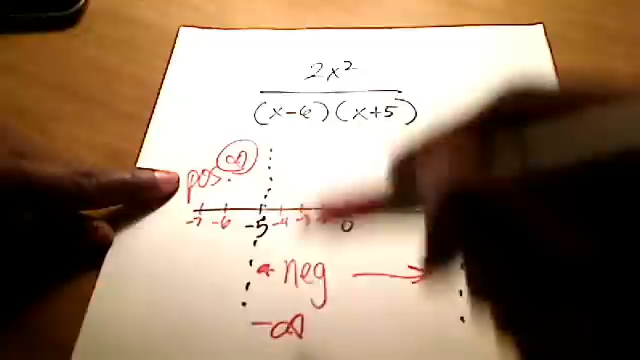 2x²
(x-6)(x+5)
pos. ∞
-7 -6 -5 -4 -3 0
neg
-∞